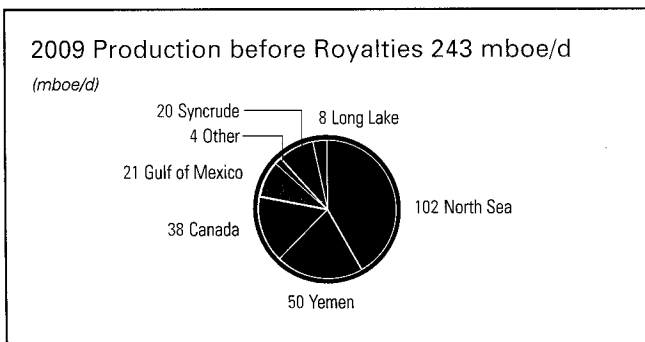 2009 Production before Royalties 243 mboe/d
(mboe/d)
20 Syncrude
8 Long Lake
4 Other
21 Gulf of Mexico
102 North Sea
38 Canada
50 Yemen